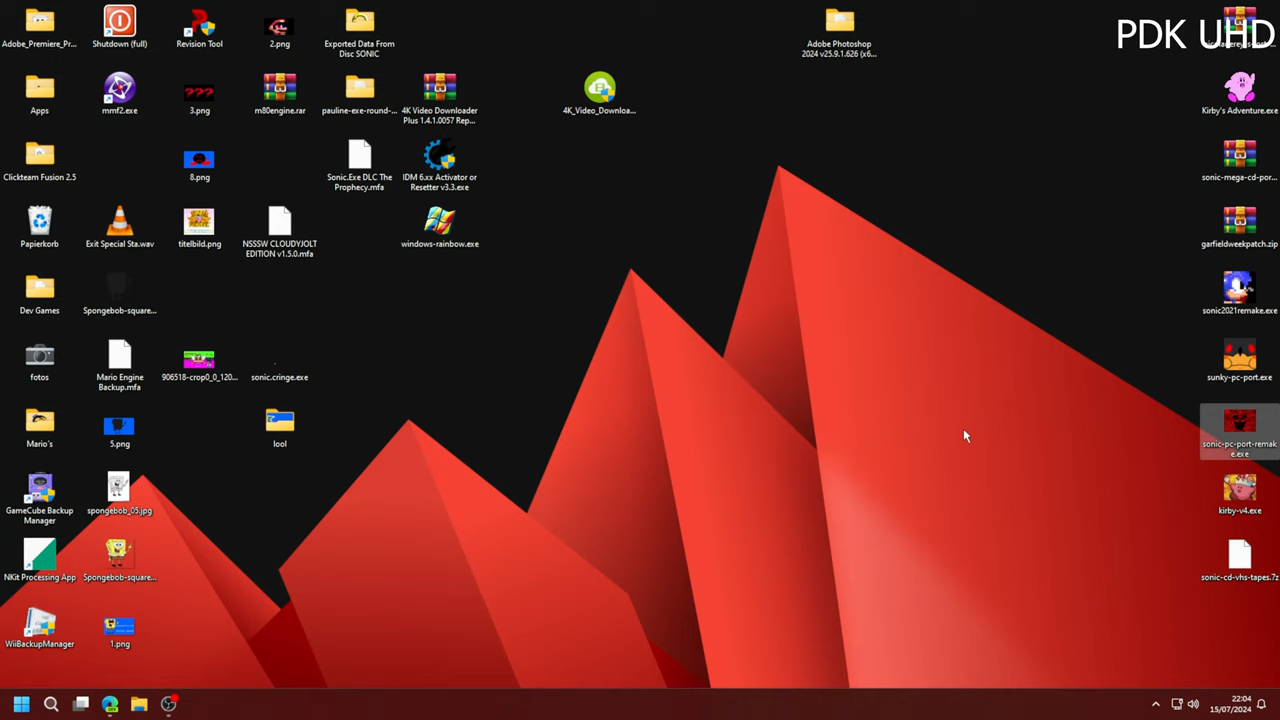 PDK UHD
Adobe_Premiere_Pr...
Shutdown (full)
Revision Tool
2.png
Exported Data From
Disc SONIC
Adobe Photoshop
2024 v25.9.1.626 (x6...
Apps
mmf2.exe
3.png
m80engine.rar
pauline-exe-round-...
4K Video Downloader
Plus 1.4.1.0057 Rep...
4K_Video_Downloa...
Kirby's Adventure.exe
Clickteam Fusion 2.5
8.png
Sonic.Exe DLC The
Prophecy.mfa
IDM 6.xx Activator or
Resetter v3.3.exe
sonic-mega-cd-por...
Papierkorb
Exit Special Sta.wav
titelbild.png
NSSSW CLOUDYJOLT
EDITION v1.5.0.mfa
windows-rainbow.exe
garfieldweekpatch.zip
Dev Games
Spongebob-square...
sonic2021remake.exe
fotos
Mario Engine
Backup.mfa
906518-crop0_0_120...
sonic.cringe.exe
sunky-pc-port.exe
Mario´s
5.png
lool
sonic-pc-port-remak
e.exe
GameCube Backup
Manager
spongebob_05.jpg
kirby-v4.exe
NKit Processing App
Spongebob-square...
sonic-cd-vhs-tapes.7z
WiiBackupManager
1.png
22:04
15/07/2024